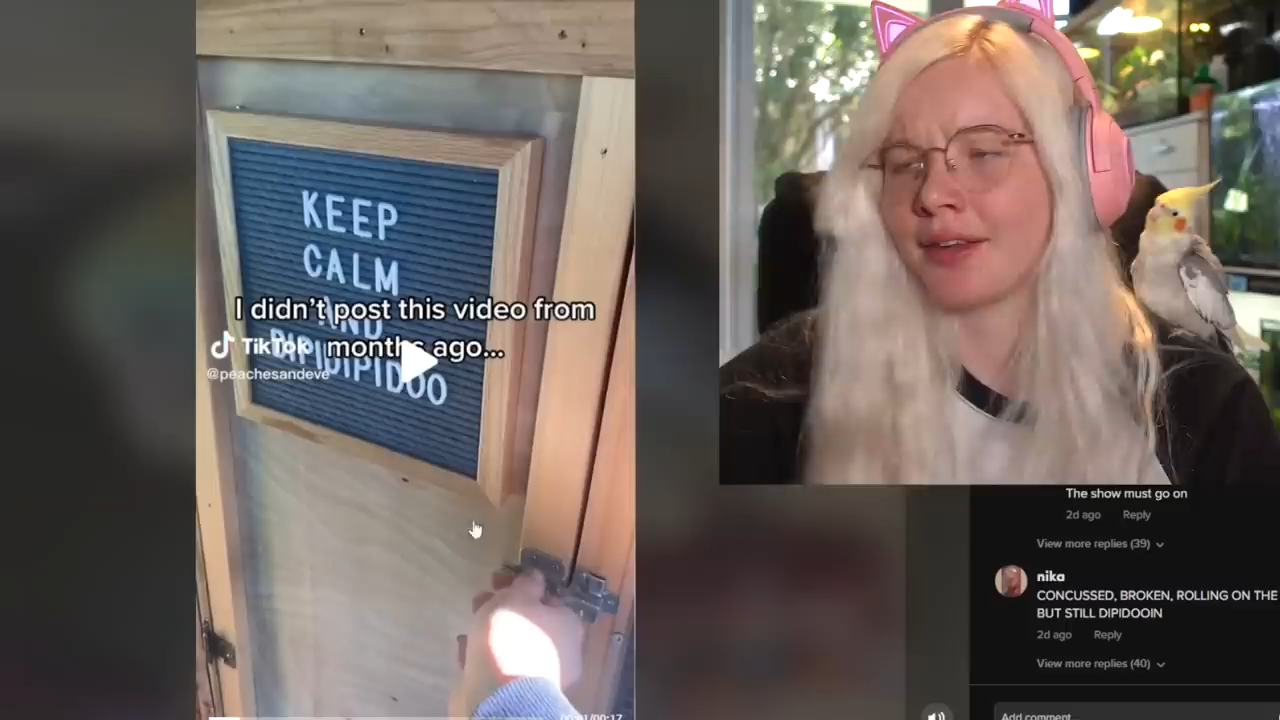 KEEP
CALM
AND
DIPIDIPIDOO
I didn't post this video from
months ago...
TikTok
@peachesandeve
The show must go on
2d ago Reply
View more replies (39)
nika
CONCUSSED, BROKEN, ROLLING ON THE
BUT STILL DIPIDOOIN
2d ago Reply
View more replies (40)
Add comment...